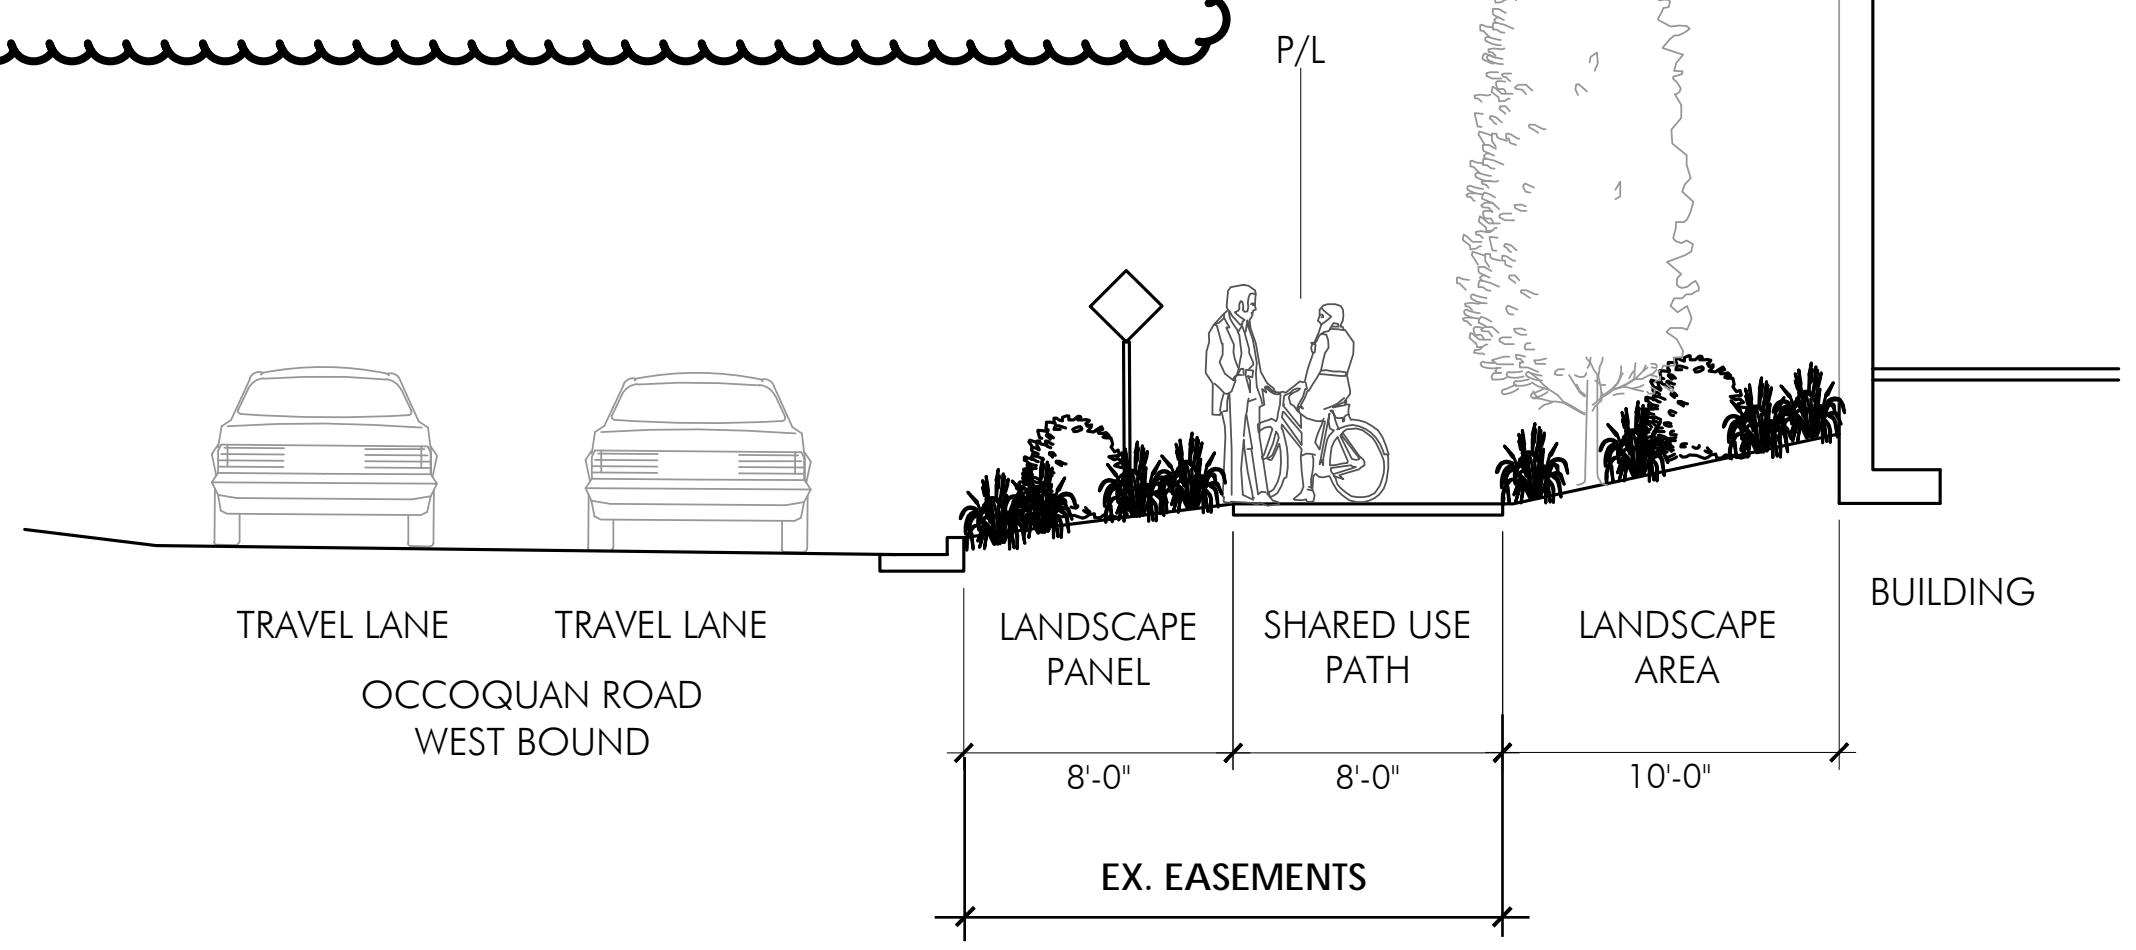 P/L
BUILDING
TRAVEL LANE
TRAVEL LANE
OCCOQUAN ROAD
WEST BOUND
LANDSCAPE
PANEL
SHARED USE
PATH
LANDSCAPE
AREA
8'-0"
8'-0"
10'-0"
EX. EASEMENTS